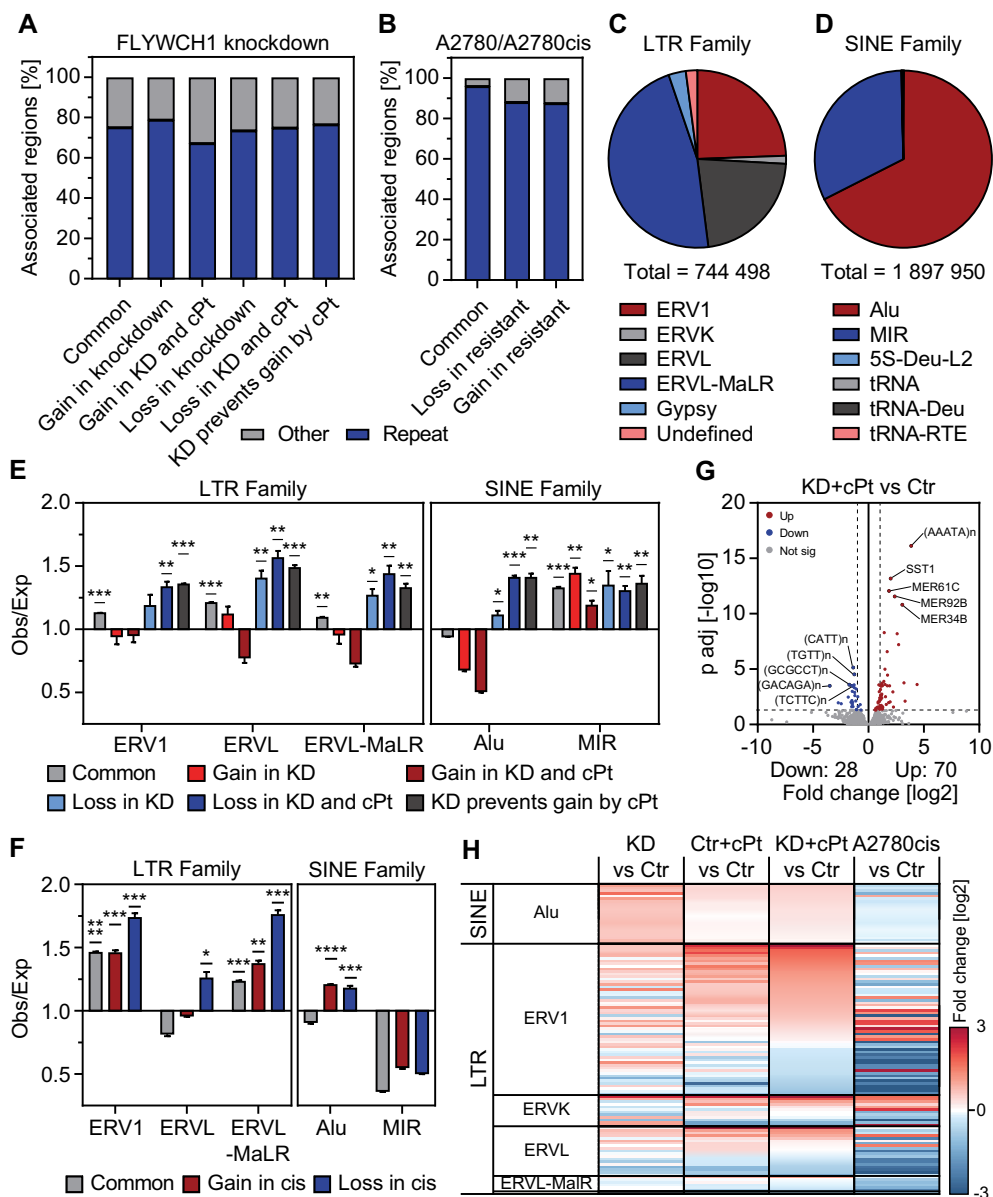 A
FLYWCH1 knockdown
Associated regions [%]
100
80
60
40
20
0
Common
Gain in knockdown
Gain in KD and cPt
Loss in knockdown
Loss in KD and cPt
KD prevents gain by cPt
B
A2780/A2780cis
Associated regions [%]
100
80
60
40
20
0
Common
Loss in resistant
Gain in resistant
Other
Repeat
C
LTR Family
Total = 744 498
ERV1
ERVK
ERVL
ERVL-MaLR
Gypsy
Undefined
D
SINE Family
Total = 1 897 950
Alu
MIR
5S-Deu-L2
tRNA
tRNA-Deu
tRNA-RTE
E
LTR Family
SINE Family
Obs/Exp
2.0
1.5
1.0
0.5
***
**
***
***
**
**
***
**
*
**
**
*
***
**
***
**
*
*
**
**
ERV1
ERVL
ERVL-MaLR
Alu
MIR
Common
Gain in KD
Gain in KD and cPt
Loss in KD
Loss in KD and cPt
KD prevents gain by cPt
G
KD+cPt vs Ctr
p adj [-log10]
20
15
10
5
0
Up
Down
Not sig
(AAATA)n
SST1
MER61C
MER92B
MER34B
(CATT)n
(TGTT)n
(GCGCCT)n
(GACAGA)n
(TCTTC)n
-10
-5
0
5
10
Down: 28
Up: 70
Fold change [log2]
F
LTR Family
SINE Family
Obs/Exp
2.0
1.5
1.0
0.5
**
**
***
***
*
***
**
***
****
***
ERV1
ERVL
ERVL
-MaLR
Alu
MIR
Common
Gain in cis
Loss in cis
H
KD
vs Ctr
Ctr+cPt
vs Ctr
KD+cPt
vs Ctr
A2780cis
vs Ctr
SINE
Alu
LTR
ERV1
ERVK
ERVL
ERVL-MalR
Fold change [log2]
3
0
-3